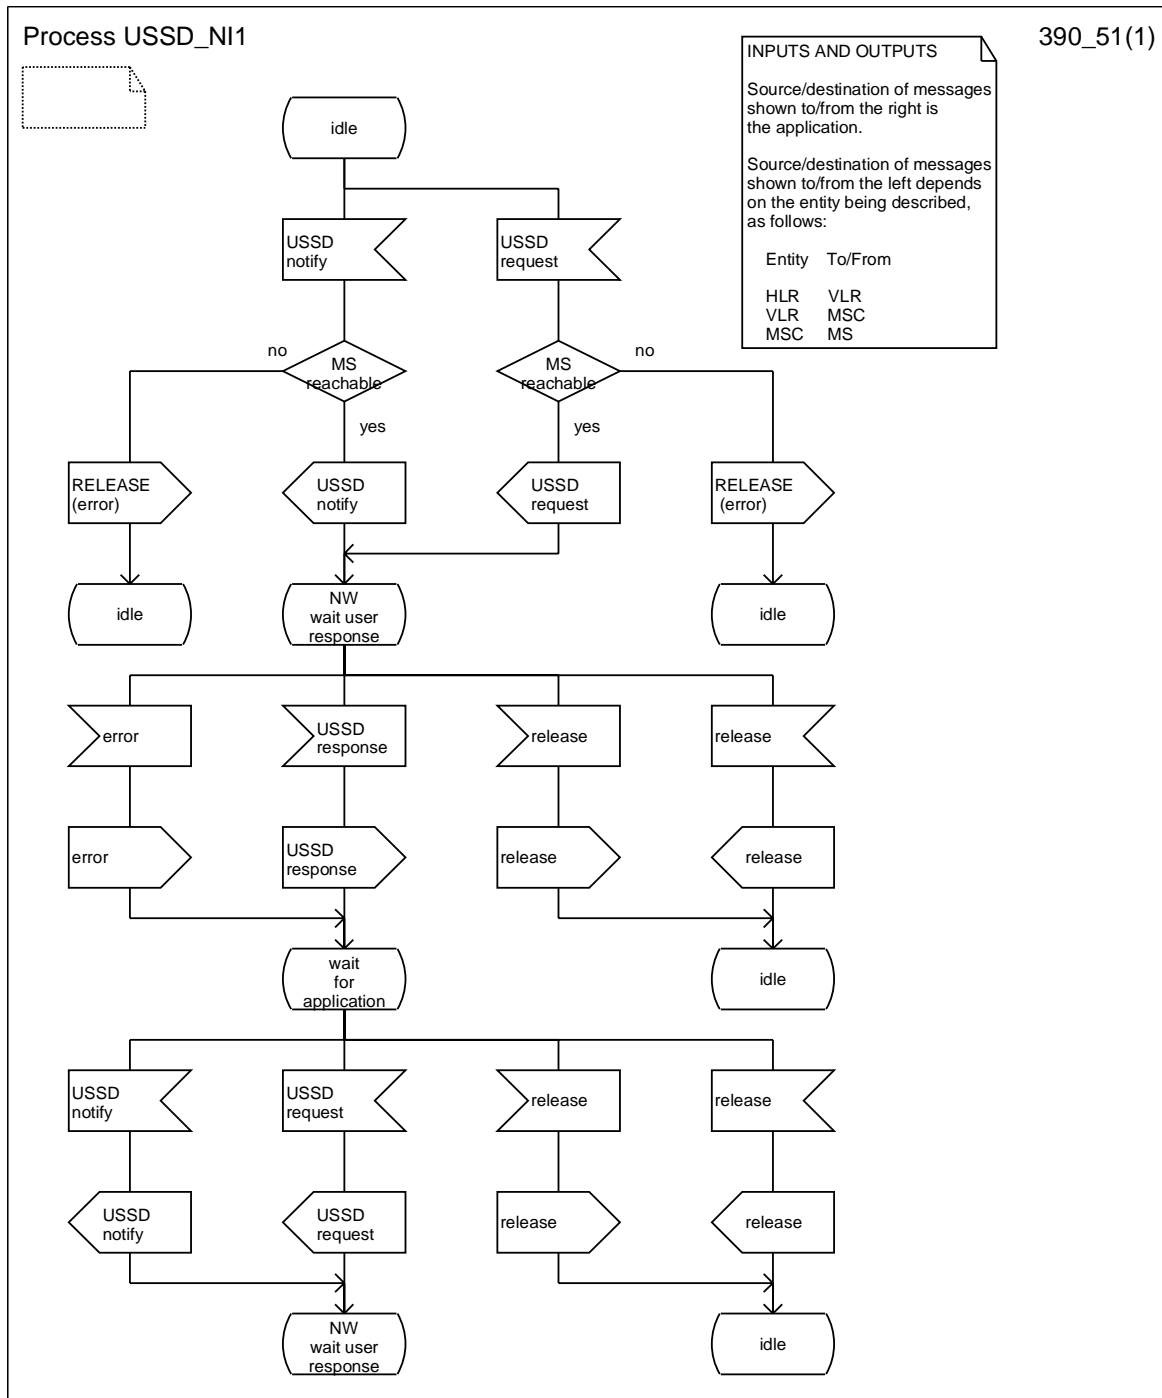 Process USSD_NI1
390_51(1)
INPUTS AND OUTPUTS
Source/destination of messages
shown to/from the right is
the application.
Source/destination of messages
shown to/from the left depends
on the entity being described,
as follows:
Entity To/From
HLR VLR
VLR MSC
MSC MS
idle
USSD
notify
USSD
request
no
MS
reachable
yes
MS
reachable
no
yes
RELEASE
(error)
USSD
notify
USSD
request
RELEASE
(error)
idle
NW
wait user
response
idle
error
USSD
response
release
release
error
USSD
response
release
release
wait
for
application
idle
USSD
notify
USSD
request
release
release
USSD
notify
USSD
request
release
release
NW
wait user
response
idle